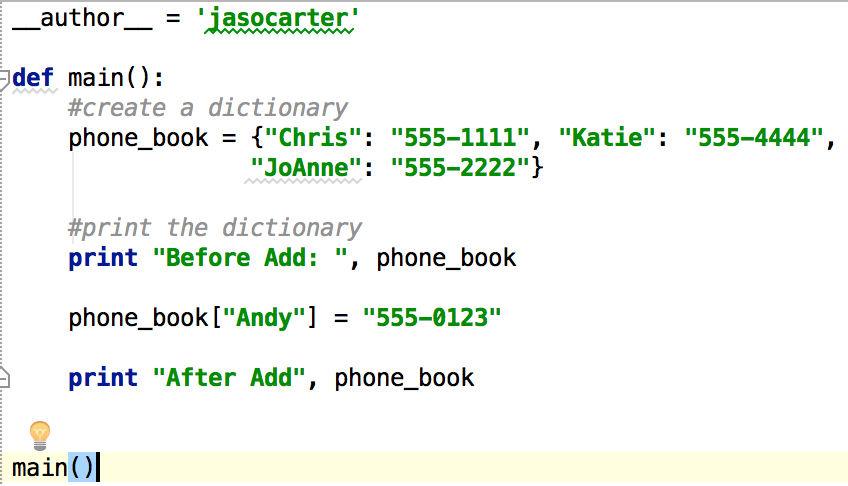 __author__ = 'jasocarter'
def main():
#create a dictionary
phone_book = {"Chris": "555-1111", "Katie": "555-4444",
"JoAnne": "555-2222"}
#print the dictionary
print "Before Add: ", phone_book
phone_book["Andy"] = "555-0123"
print "After Add", phone_book
main()